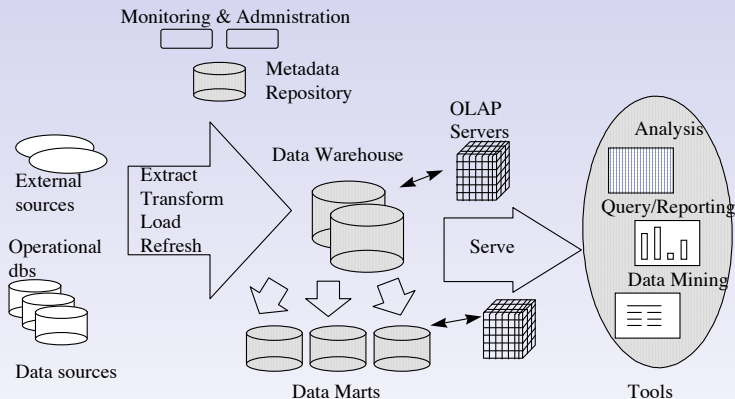 Monitoring & Admnistration
Metadata
Repository
OLAP
Servers
Analysis
Data Warehouse
External
sources
Extract
Transform
Load
Refresh
Query/Reporting
Operational
dbs
Serve
Data Mining
Data sources
Data Marts
Tools